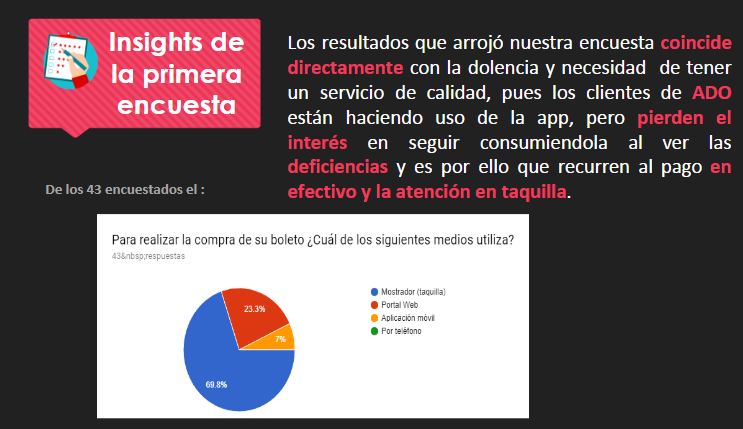 Insights de
la primera
encuesta
Los resultados que arrojó nuestra encuesta coincide
directamente con la dolencia y necesidad de tener
un servicio de calidad, pues los clientes de ADO
están haciendo uso de la app, pero pierden el
interés en seguir consumiendola al ver las
deficiencias y es por ello que recurren al pago en
efectivo y la atención en taquilla.
De los 43 encuestados el :
Para realizar la compra de su boleto ¿Cuál de los siguientes medios utiliza?
43&nbsp;respuestas
Mostrador (taquilla)
Portal Web
Aplicación móvil
Por teléfono
23.3%
7%
69.8%